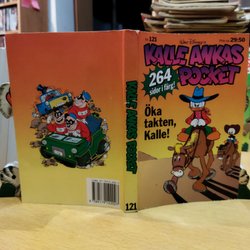 Nr 121
Walt Disney's
29:50
KALLE ANKAS
POCKET
264
sidor i färg!
Öka
takten,
Kalle!
KALLE ANKAS
POCKET
121